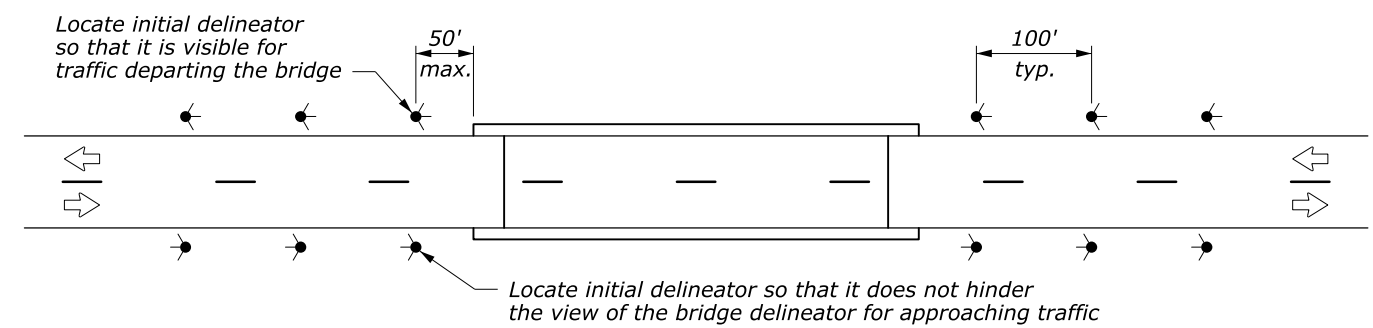 Locate initial delineator
so that it is visible for
traffic departing the bridge
50'
max.
100'
typ.
Locate initial delineator so that it does not hinder
the view of the bridge delineator for approaching traffic